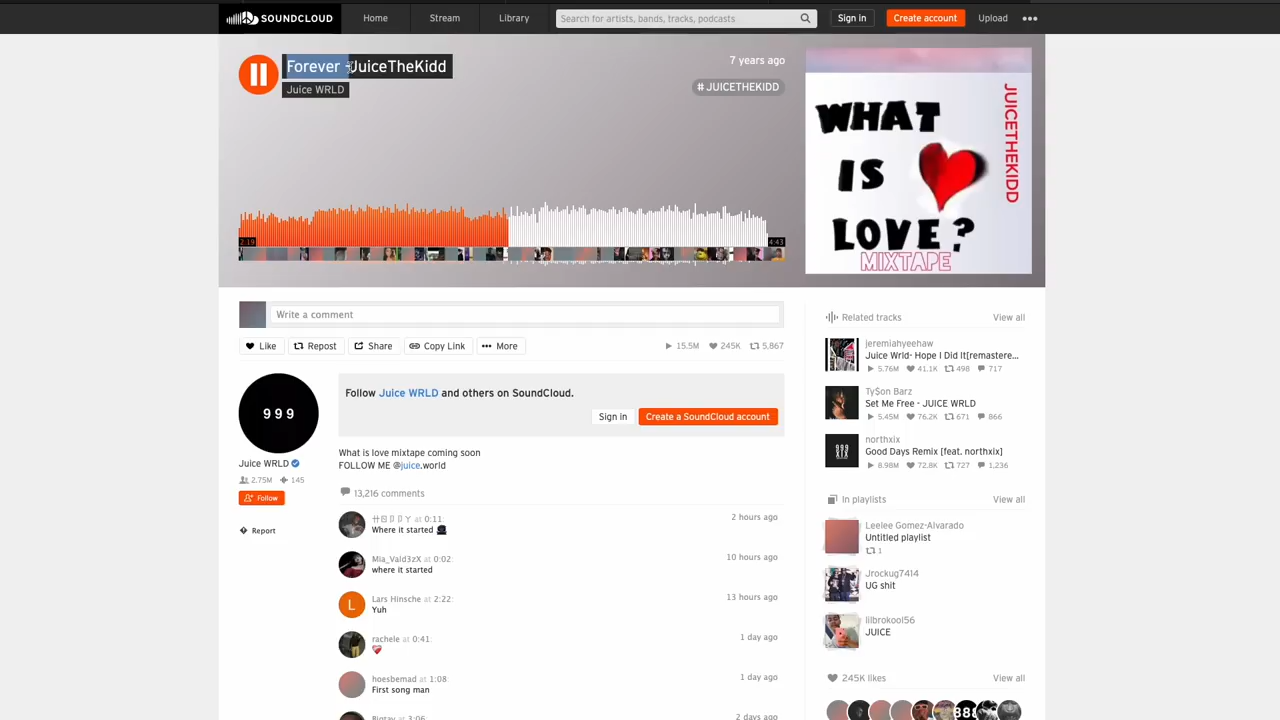 SOUNDCLOUD Home Stream Library Search for artists, bands, tracks, podcasts Sign in Create account Upload
Forever - JuiceTheKidd
Juice WRLD
7 years ago
# JUICETHEKIDD
WHAT
IS
LOVE?
MIXTAPE
JUICETHEKIDD
2:19
4:43
Write a comment
Like Repost Share Copy Link More
15.5M 245K 5,867
999
Juice WRLD
2.75M 145
Follow
Report
Follow Juice WRLD and others on SoundCloud.
Sign in Create a SoundCloud account
What is love mixtape coming soon
FOLLOW ME @juice.world
13,216 comments
at 0:11:
2 hours ago
Where it started
Mia_Vald3zX at 0:02:
10 hours ago
where it started
L
Lars Hinsche at 2:22:
13 hours ago
Yuh
rachele at 0:41:
1 day ago
hoesbemad at 1:08:
1 day ago
First song man
at 3:06:
2 days ago
Related tracks View all
jeremiahyeehaw
Juice Wrld- Hope I Did It[remastere...
5.76M 41.1K 498 717
Ty$on Barz
Set Me Free - JUICE WRLD
5.45M 76.2K 671 866
northxix
Good Days Remix [feat. northxix]
8.98M 72.8K 727 1,236
In playlists View all
Leelee Gomez-Alvarado
Untitled playlist
1
Jrockug7414
UG shit
lilbrokool56
JUICE
245K likes View all